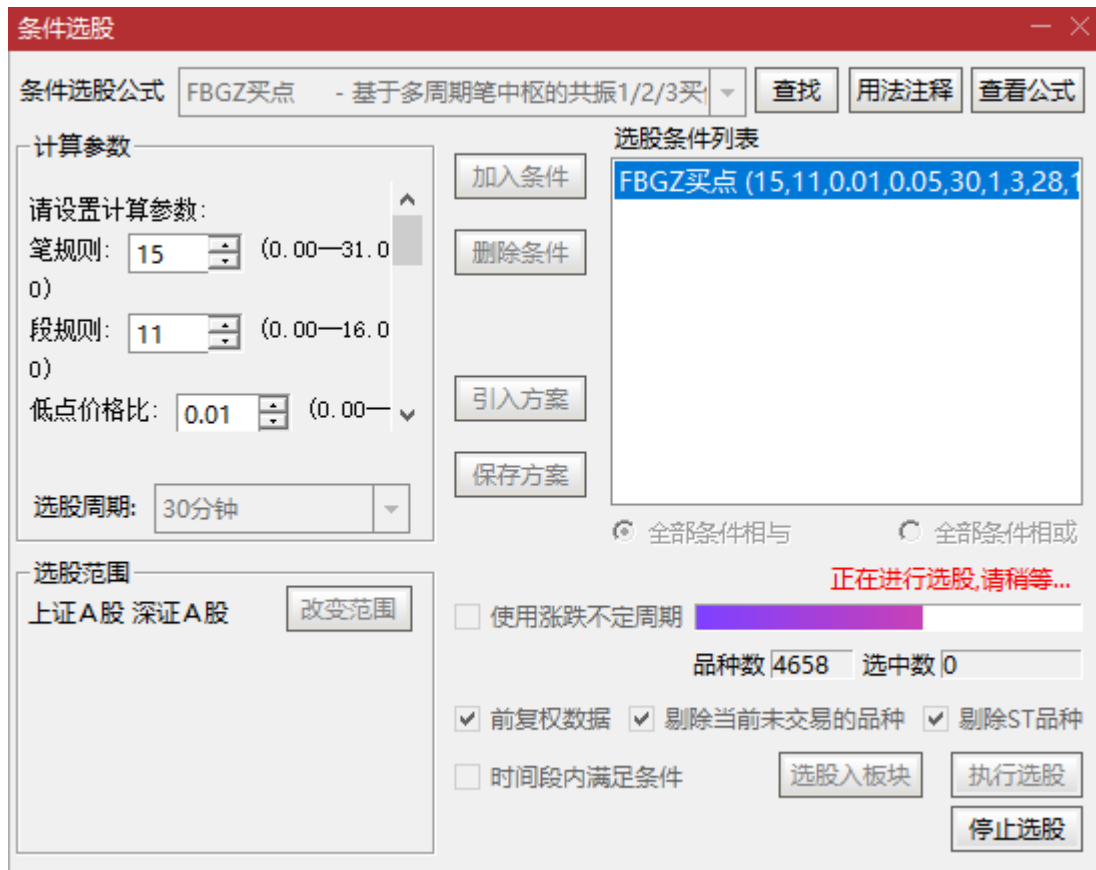 条件选股
条件选股公式 FBGZ买点 - 基于多周期笔中枢的共振1/2/3买 查找 用法注释 查看公式
计算参数
请设置计算参数:
笔规则: 15 (0.00—31.0
0)
段规则: 11 (0.00—16.0
0)
低点价格比: 0.01 (0.00—
选股周期: 30分钟
加入条件
删除条件
引入方案
保存方案
选股条件列表
FBGZ买点 (15,11,0.01,0.05,30,1,3,28,1
全部条件相与 全部条件相或
选股范围
上证A股 深证A股 改变范围
正在进行选股,请稍等...
使用涨跌不定周期
品种数 4658 选中数 0
前复权数据 剔除当前未交易的品种 剔除ST品种
时间段内满足条件 选股入板块 执行选股
停止选股